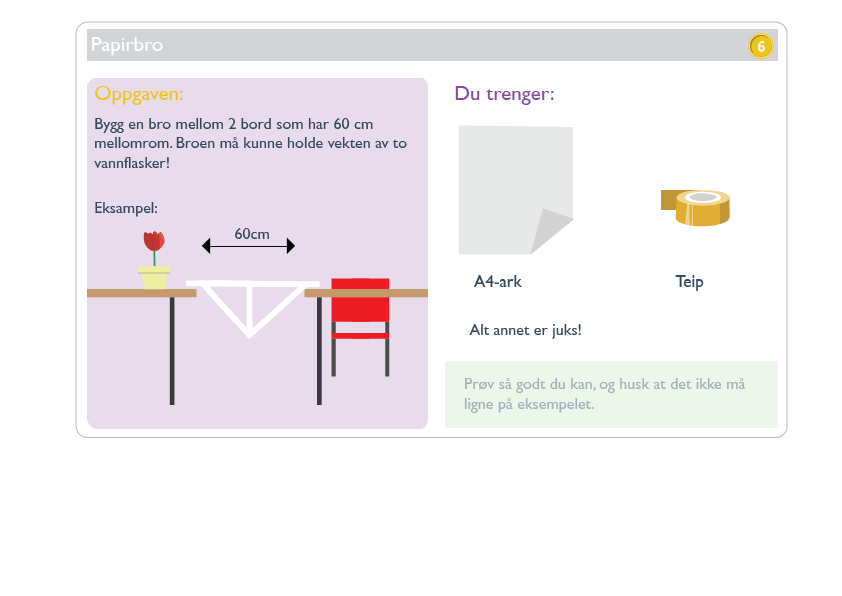 Papirbro
6
Oppgaven:
Bygg en bro mellom 2 bord som har 60 cm
mellomrom. Broen må kunne holde vekten av to
vannflasker!
Eksampel:
60cm
Du trenger:
A4-ark
Teip
Alt annet er juks!
Prøv så godt du kan, og husk at det ikke må
ligne på eksempelet.